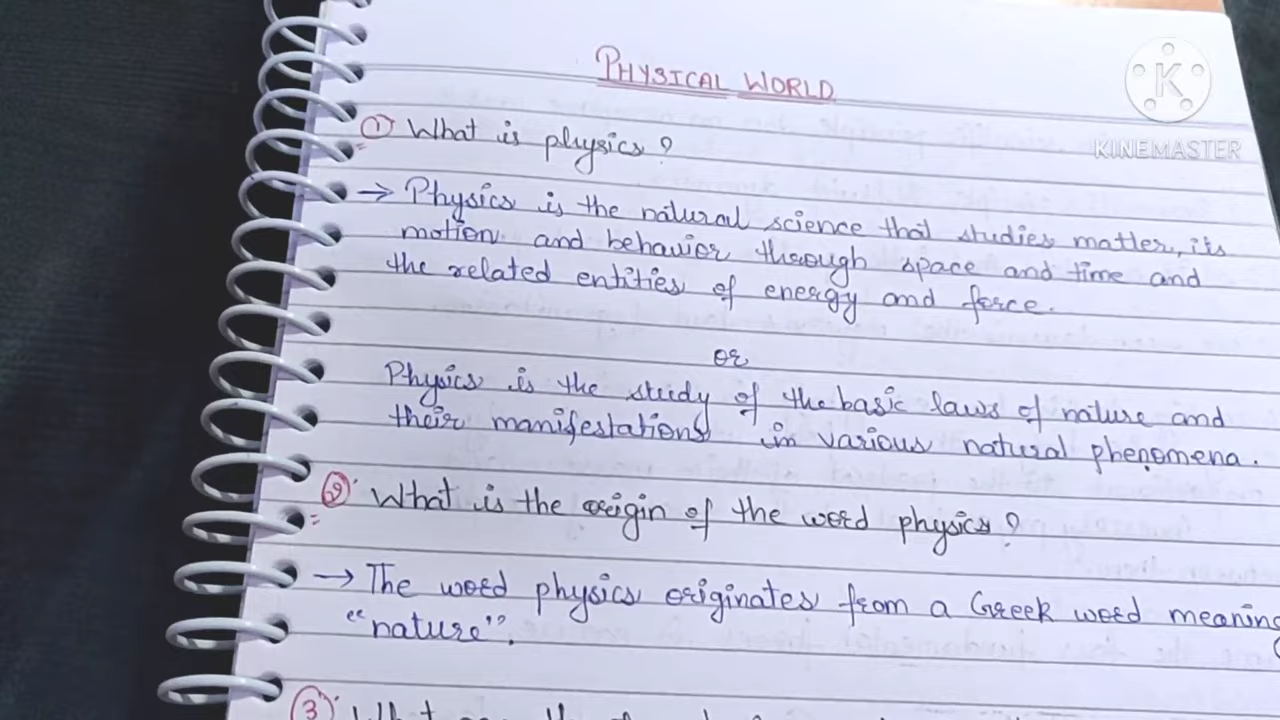 PHYSICAL WORLD
KINEMASTER
① What is physics?
→ Physics is the natural science that studies matter, its
motion and behavior through space and time and
the related entities of energy and force.
or
Physics is the study of the basic laws of nature and
their manifestations in various natural phenomena.
② What is the origin of the word physics?
→ The word physics originates from a Greek word meaning
"nature".
③ What